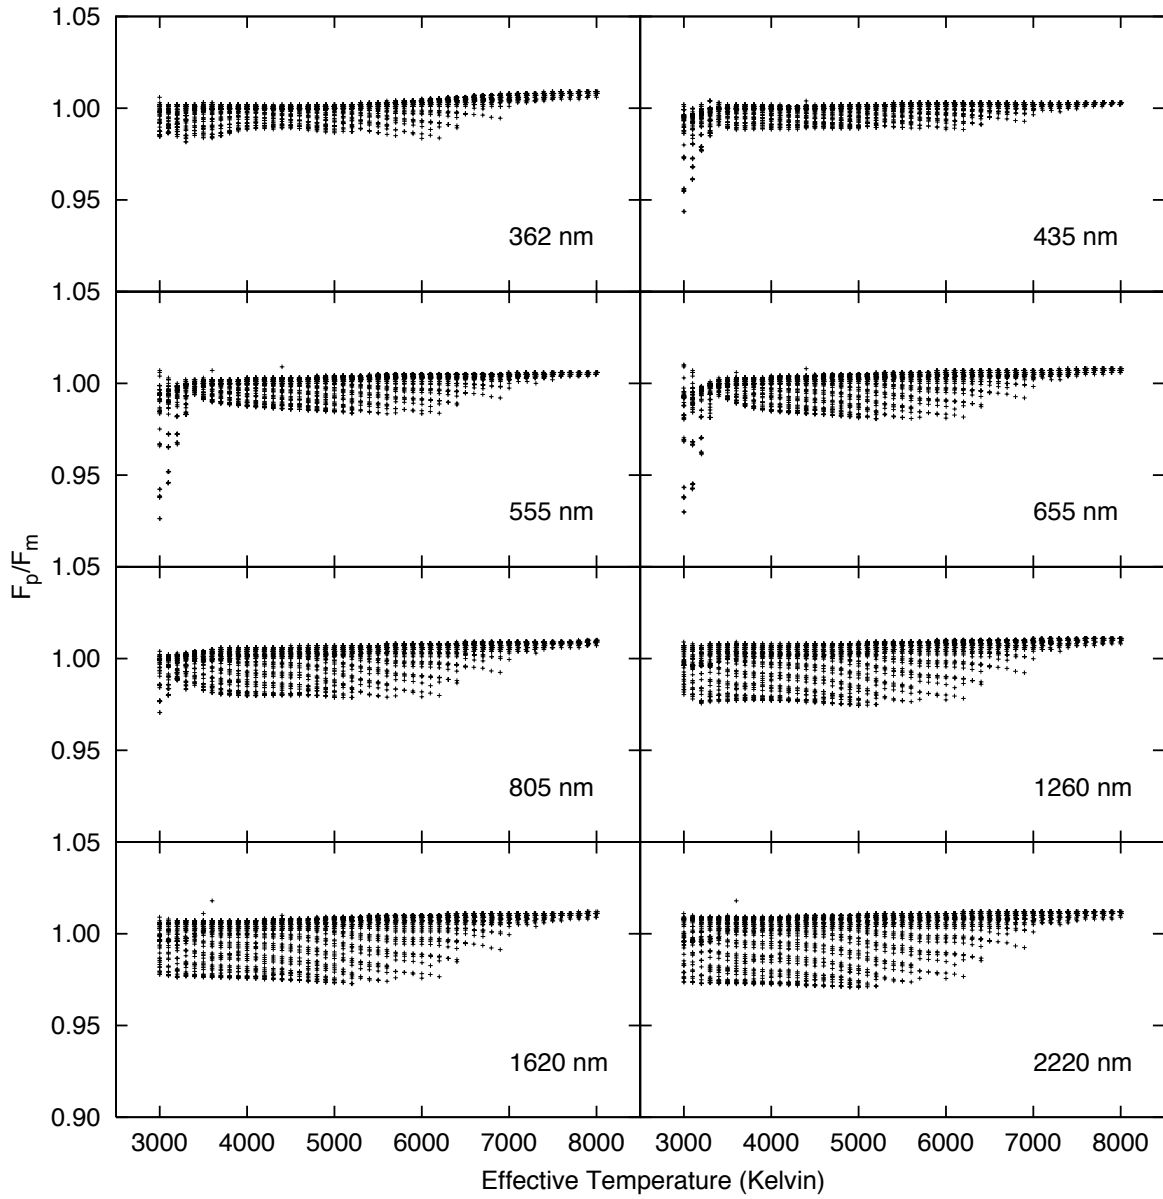 1.05
1.00
0.95
362 nm
435 nm
1.05
1.00
0.95
555 nm
655 nm
1.05
F_p/F_m
1.00
0.95
805 nm
1260 nm
1.05
1.00
0.95
1620 nm
2220 nm
0.90
3000 4000 5000 6000 7000 8000 3000 4000 5000 6000 7000 8000
Effective Temperature (Kelvin)